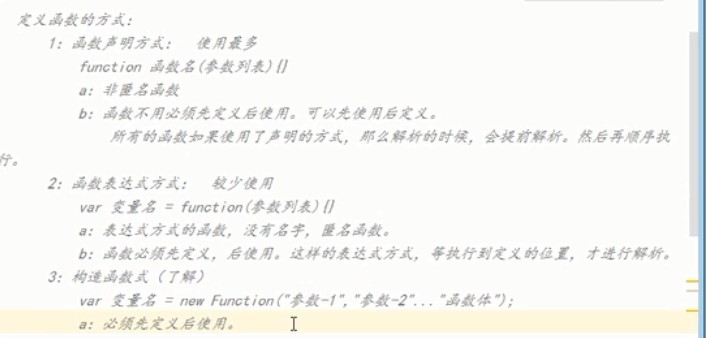 定义函数的方式：
1：函数声明方式： 使用最多
function 函数名(参数列表){}
a：非匿名函数
b：函数不用必须先定义后使用。可以先使用后定义。
所有的函数如果使用了声明的方式，那么解析的时候，会提前解析。然后再顺序执
行。
2：函数表达式方式： 较少使用
var 变量名 = function(参数列表){}
a：表达式方式的函数，没有名字，匿名函数。
b：函数必须先定义，后使用。这样的表达式方式，等执行到定义的位置，才进行解析。
3：构造函数式（了解）
var 变量名 = new Function("参数-1","参数-2"..."函数体");
a：必须先定义后使用。